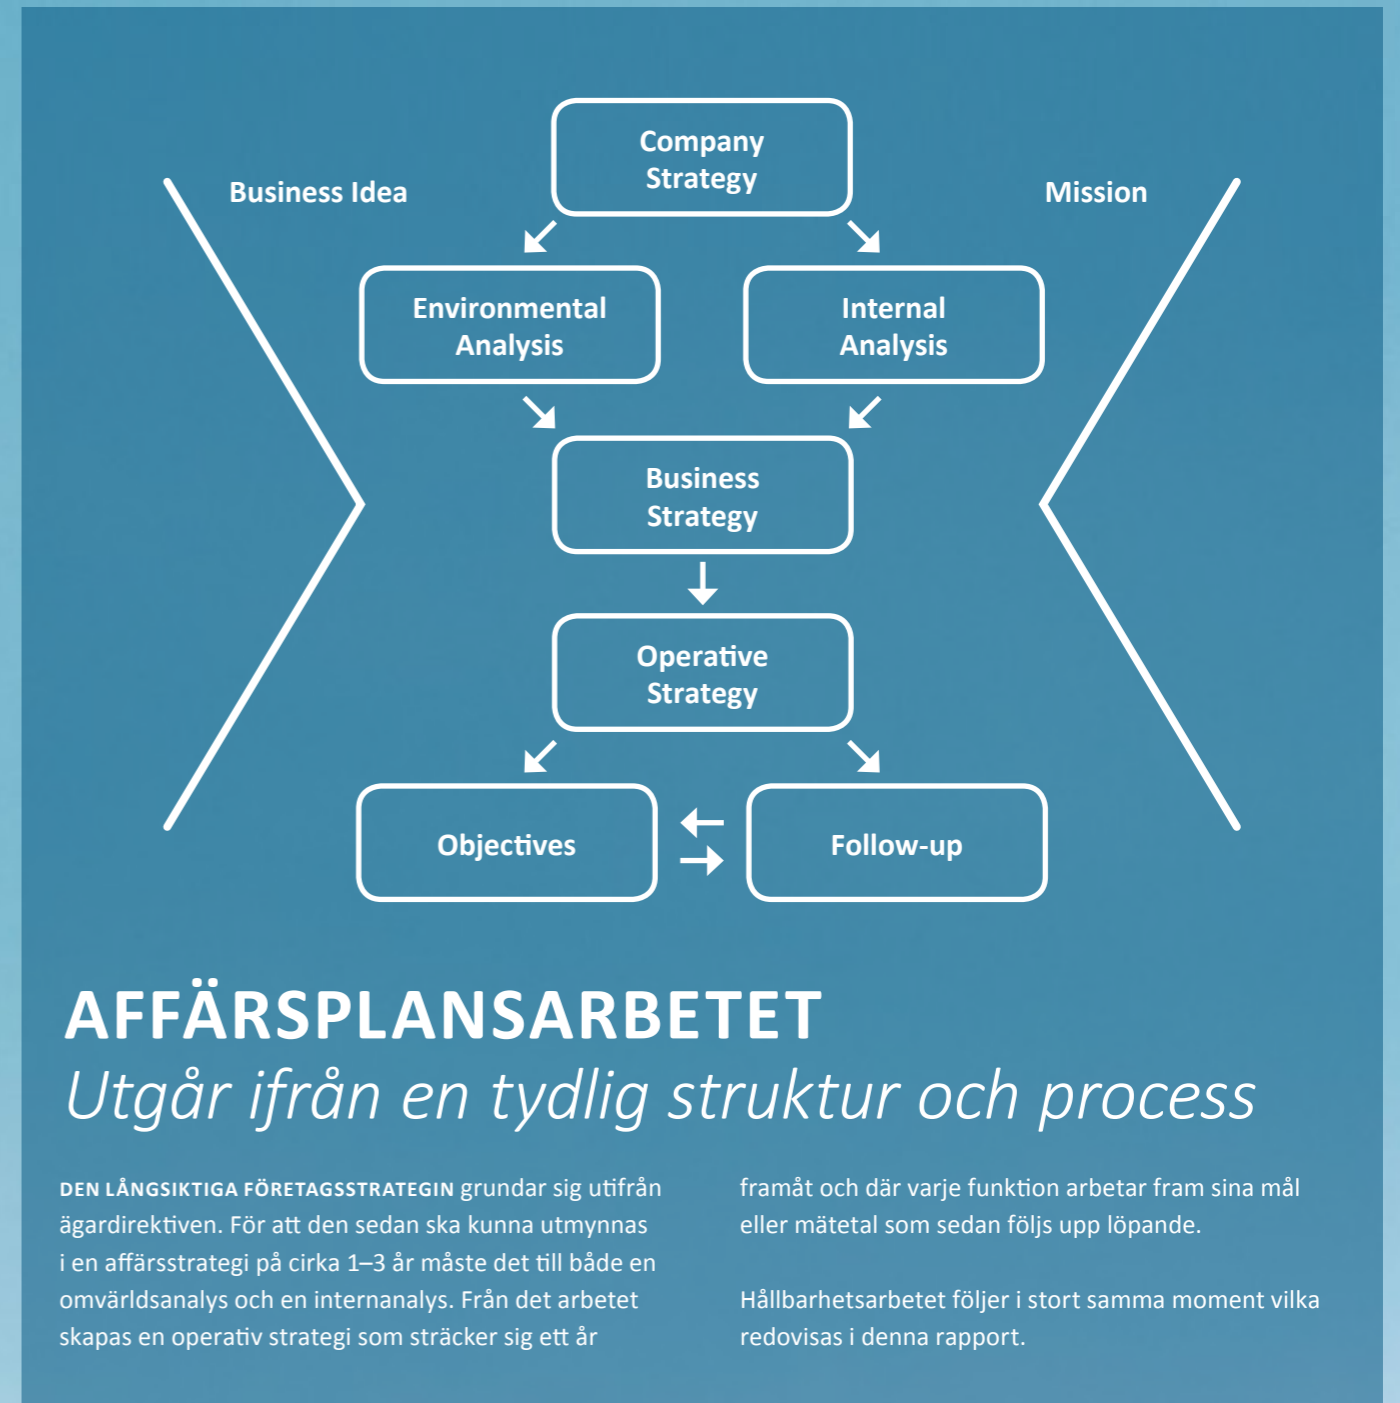 Company
Strategy
Business Idea
Mission
Environmental
Analysis
Internal
Analysis
Business
Strategy
Operative
Strategy
Objectives
Follow-up
AFFÄRSPLANSARBETET
Utgår ifrån en tydlig struktur och process
DEN LÅNGSIKTIGA FÖRETAGSSTRATEGIN grundar sig utifrån
ägardirektiven. För att den sedan ska kunna utmynnas
i en affärsstrategi på cirka 1–3 år måste det till både en
omvärldsanalys och en internanalys. Från det arbetet
skapas en operativ strategi som sträcker sig ett år
framåt och där varje funktion arbetar fram sina mål
eller mätetal som sedan följs upp löpande.
Hållbarhetsarbetet följer i stort samma moment vilka
redovisas i denna rapport.